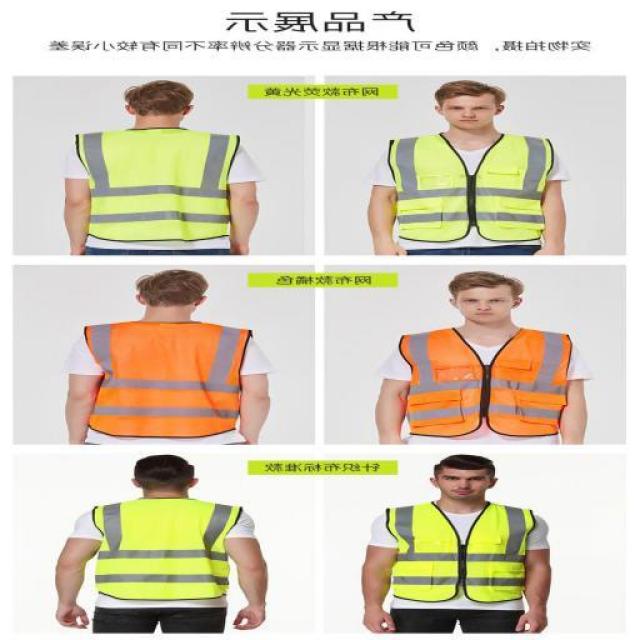 产品展示
实物拍摄，颜色可能根据显示器分辨率不同有较小误差
网布款荧光黄
网布款橘色
针织布标准款